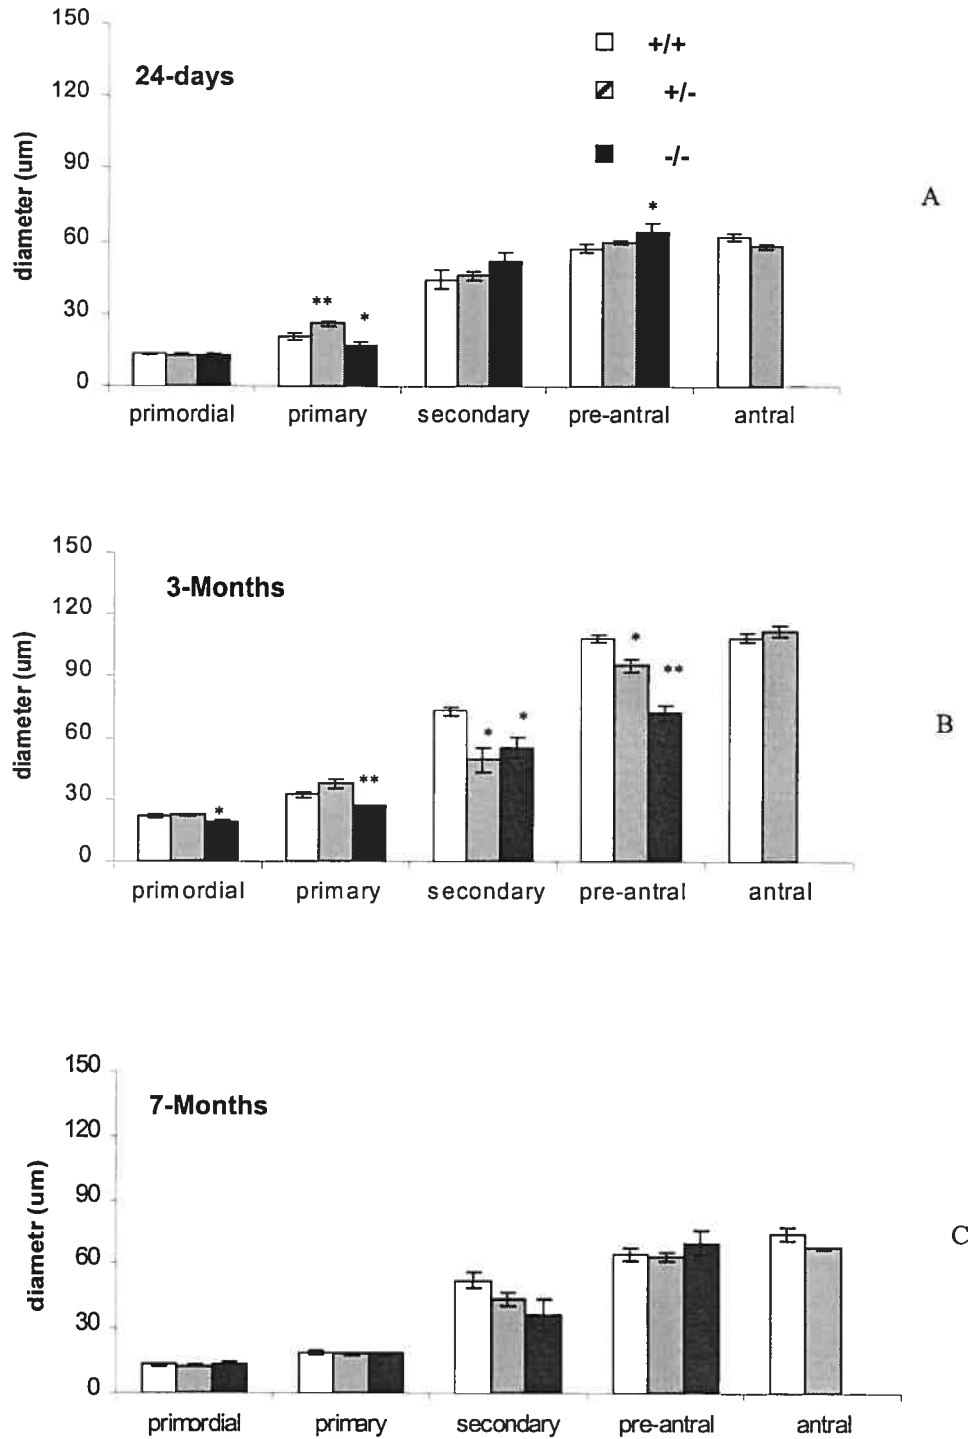 150
+/+
24-days
120
+/-
-/-
90
A
*
60
**
*
30
0
diameter (um)
primordial primary secondary pre-antral antral
150
3-Months
120
*
90
**
B
*
*
60
**
30
*
0
diameter (um)
primordial primary secondary pre-antral antral
150
7-Months
120
C
90
60
30
0
diametr (um)
primordial primary secondary pre-antral antral